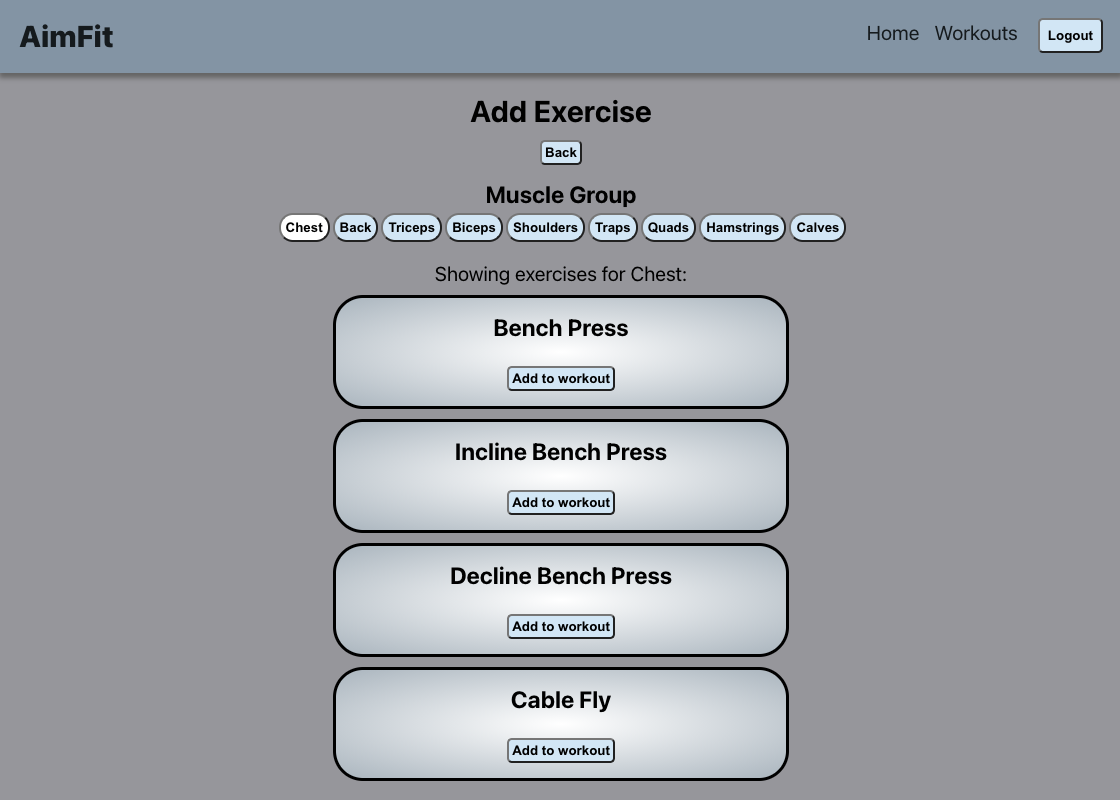 AimFit
Home Workouts Logout
Add Exercise
Back
Muscle Group
Chest Back Triceps Biceps Shoulders Traps Quads Hamstrings Calves
Showing exercises for Chest:
Bench Press
Add to workout
Incline Bench Press
Add to workout
Decline Bench Press
Add to workout
Cable Fly
Add to workout